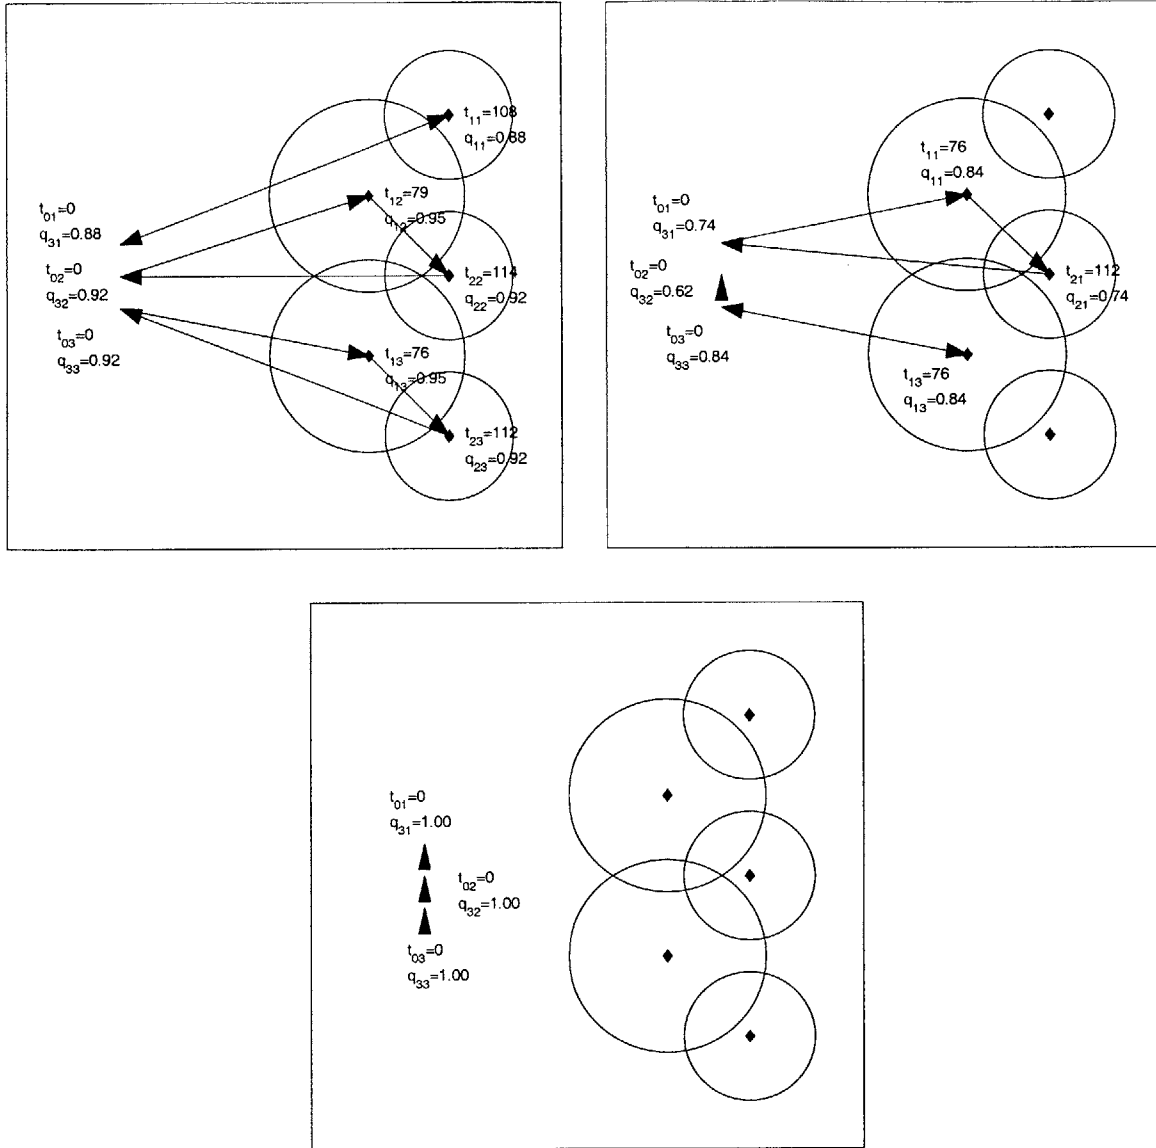 t11=108
q11=0.88
t12=79
q12=0.95
t01=0
q31=0.88
t02=0
q32=0.92
t03=0
q33=0.92
t22=114
q22=0.92
t13=76
q13=0.95
t23=112
q23=0.92
t11=76
q11=0.84
t01=0
q31=0.74
t02=0
q32=0.62
t03=0
q33=0.84
t21=112
q21=0.74
t13=76
q13=0.84
t01=0
q31=1.00
t02=0
q32=1.00
t03=0
q33=1.00